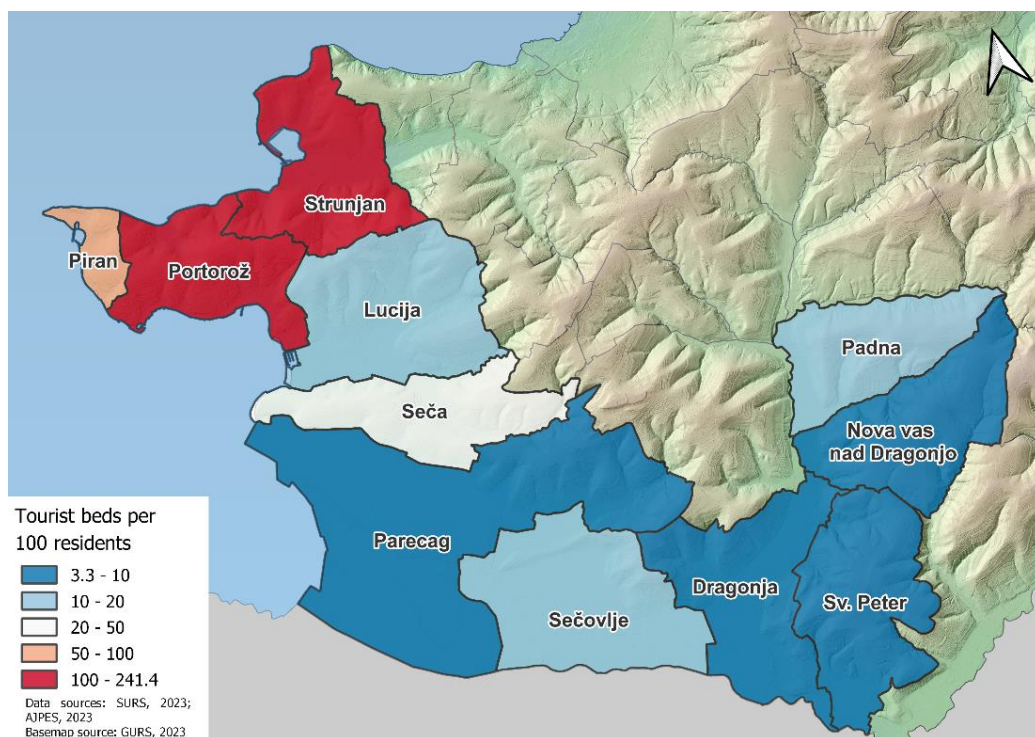 Strunjan
Piran
Portorož
Lucija
Padna
Seča
Nova vas
nad Dragonjo
Parecag
Dragonja
Sv. Peter
Sečovlje
Tourist beds per
100 residents
3.3 - 10
10 - 20
20 - 50
50 - 100
100 - 241.4
Data sources: SURS, 2023;
AJPES, 2023
Basemap source: GURS, 2023